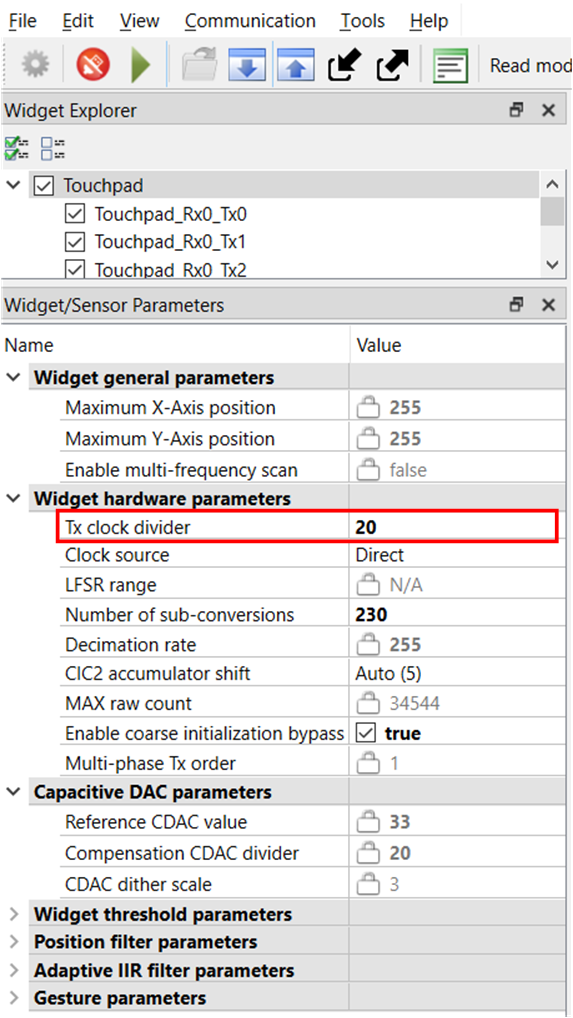 File Edit View Communication Tools Help
Read mod
Widget Explorer
Touchpad
Touchpad_Rx0_Tx0
Touchpad_Rx0_Tx1
Touchpad_Rx0_Tx2
Widget/Sensor Parameters
Name Value
Widget general parameters
Maximum X-Axis position 255
Maximum Y-Axis position 255
Enable multi-frequency scan false
Widget hardware parameters
Tx clock divider 20
Clock source Direct
LFSR range N/A
Number of sub-conversions 230
Decimation rate 255
CIC2 accumulator shift Auto (5)
MAX raw count 34544
Enable coarse initialization bypass true
Multi-phase Tx order 1
Capacitive DAC parameters
Reference CDAC value 33
Compensation CDAC divider 20
CDAC dither scale 3
Widget threshold parameters
Position filter parameters
Adaptive IIR filter parameters
Gesture parameters